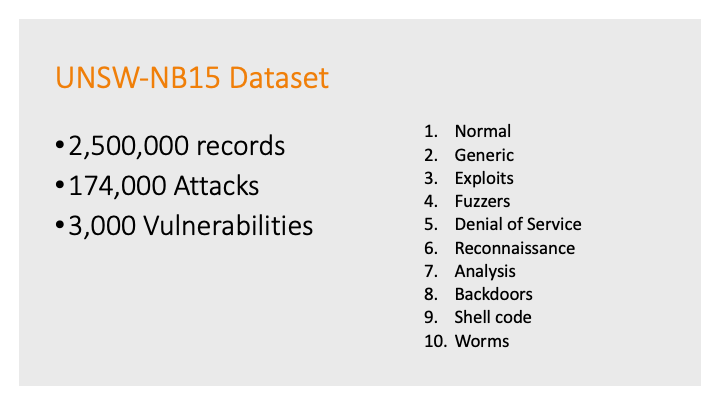 UNSW-NB15 Dataset
•2,500,000 records
•174,000 Attacks
•3,000 Vulnerabilities
1. Normal
2. Generic
3. Exploits
4. Fuzzers
5. Denial of Service
6. Reconnaissance
7. Analysis
8. Backdoors
9. Shell code
10. Worms